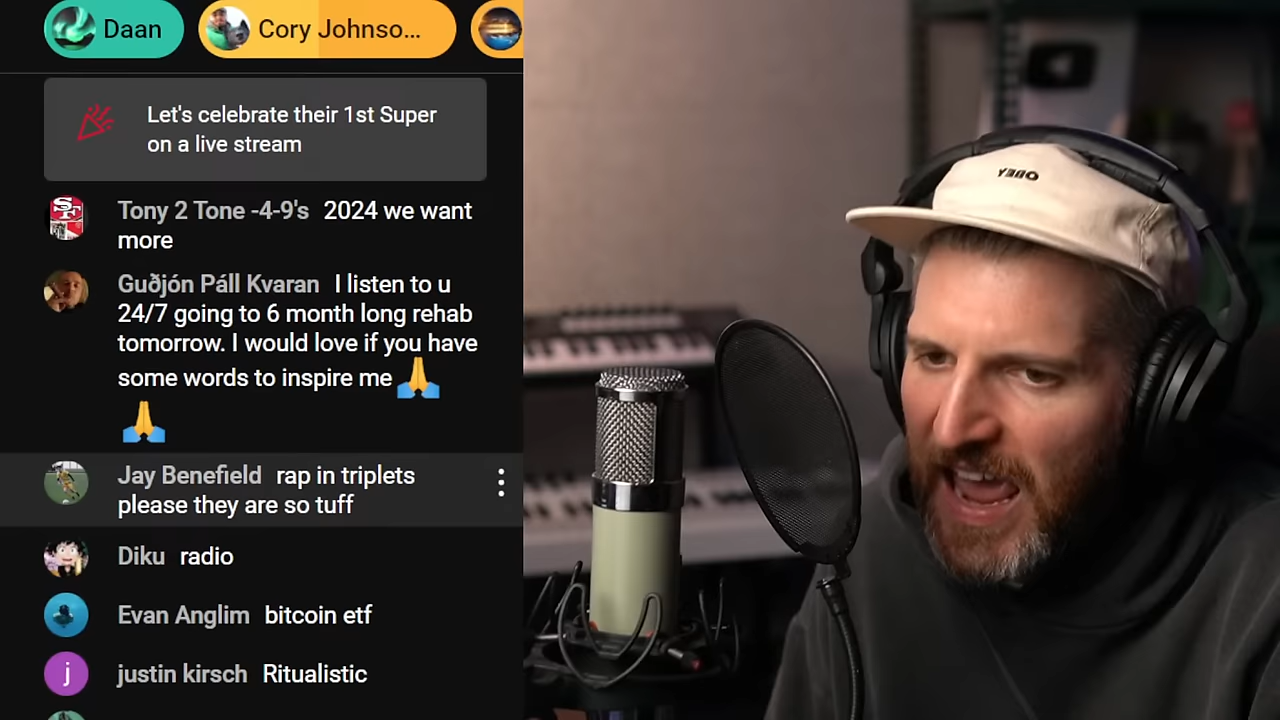 Daan
Cory Johnso...
Let's celebrate their 1st Super
on a live stream
Tony 2 Tone -4-9's 2024 we want
more
Guðjón Páll Kvaran I listen to u
24/7 going to 6 month long rehab
tomorrow. I would love if you have
some words to inspire me 🙏
🙏
Jay Benefield rap in triplets
please they are so tuff
Diku radio
Evan Anglim bitcoin etf
j justin kirsch Ritualistic
SF
OBEY